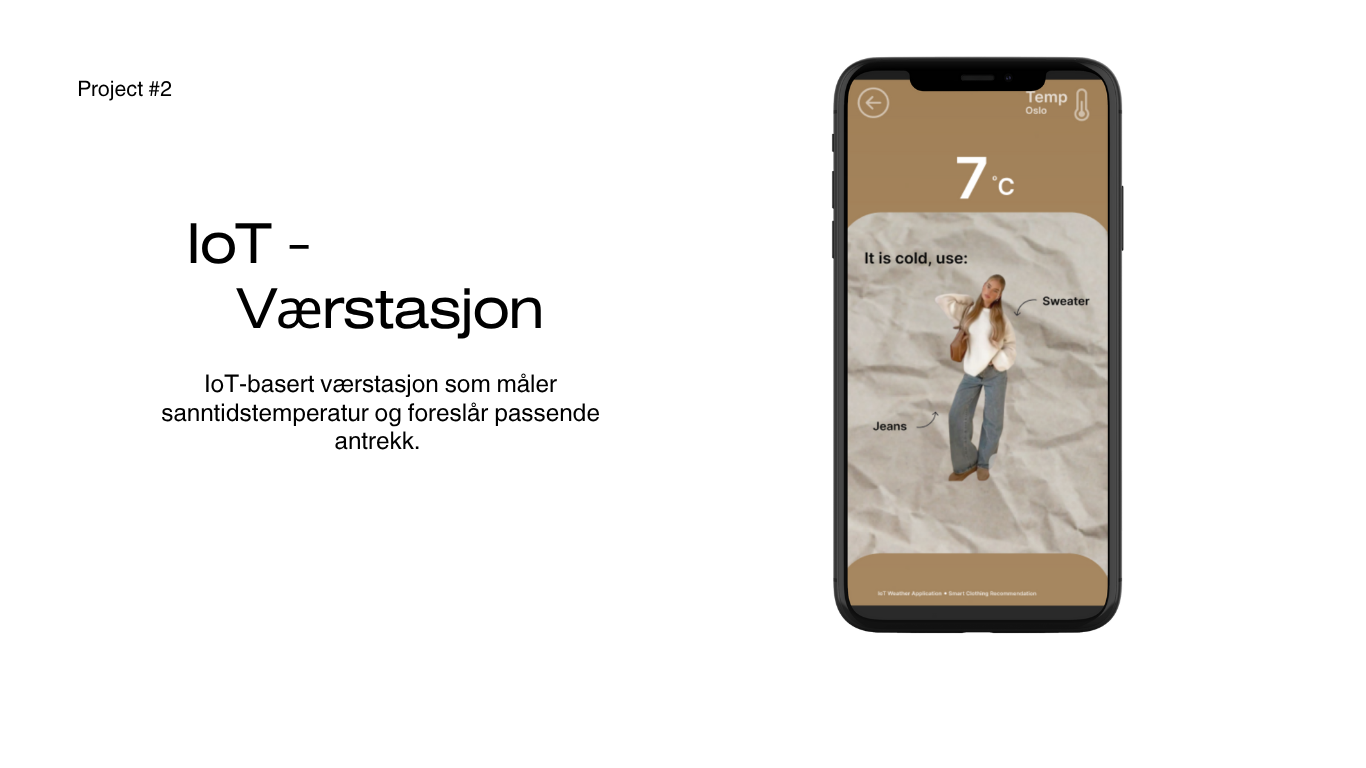 Project #2
IoT -
Værstasjon
IoT-basert værstasjon som måler
sanntidstemperatur og foreslår passende
antrekk.
Temp
Oslo
7 °C
It is cold, use:
Sweater
Jeans
IoT Weather Application • Smart Clothing Recommendation